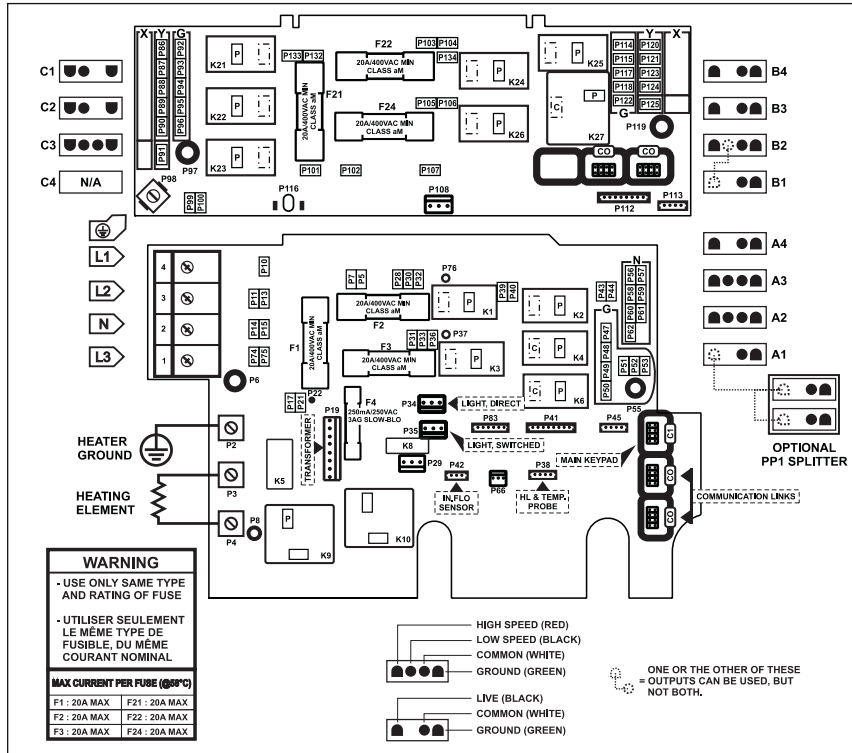 X
Y
G
P86
P87
P88
P89
P90
P91
P92
P93
P94
P95
P96
P97
P98
P99
P100
C1
C2
C3
C4
N/A
K21
K22
K23
P133
P132
F21
20A/400VAC MIN
CLASS aM
F22
20A/400VAC MIN
CLASS aM
P103
P104
P134
F24
20A/400VAC MIN
CLASS aM
P105
P106
P101
P102
P107
P116
P108
P
K24
K25
K26
K27
C
P114
P115
P117
P118
P122
G
Y
X
P120
P121
P123
P124
P125
P119
CO
CO
P112
P113
B4
B3
B2
B1
A4
A3
A2
A1
OPTIONAL
PP1 SPLITTER
L1
L2
N
L3
4
3
2
1
P10
P11
P13
P14
P15
P74
P75
P6
F1
20A/400VAC MIN
CLASS aM
P7
P5
P28
P30
P32
20A/400VAC MIN
CLASS aM
F2
P76
K1
P39
P40
K2
P31
P33
P36
20A/400VAC MIN
CLASS aM
F3
P37
K3
K4
K6
P43
P44
N
P56
P57
P58
P59
P60
P61
P62
G
P47
P48
P49
P50
P51
P52
P53
P55
P17
P21
P22
P19
TRANSFORMER
F4
250mA/250VAC
3AG SLOW-BLO
P34
LIGHT, DIRECT
P35
LIGHT, SWITCHED
K8
P29
P83
P41
P45
MAIN KEYPAD
C1
CO
CO
COMMUNICATION LINKS
P42
IN.FLO
SENSOR
P66
P38
HL & TEMP.
PROBE
HEATER
GROUND
P2
HEATING
ELEMENT
P3
P4
P8
K5
K9
K10
WARNING
- USE ONLY SAME TYPE
AND RATING OF FUSE
- UTILISER SEULEMENT
LE MÊME TYPE DE
FUSIBLE, DU MÊME
COURANT NOMINAL
MAX CURRENT PER FUSE (@58°C)
F1 : 20A MAX F21 : 20A MAX
F2 : 20A MAX F22 : 20A MAX
F3 : 20A MAX F24 : 20A MAX
HIGH SPEED (RED)
LOW SPEED (BLACK)
COMMON (WHITE)
GROUND (GREEN)
LIVE (BLACK)
COMMON (WHITE)
GROUND (GREEN)
ONE OR THE OTHER OF THESE
= OUTPUTS CAN BE USED, BUT
NOT BOTH.